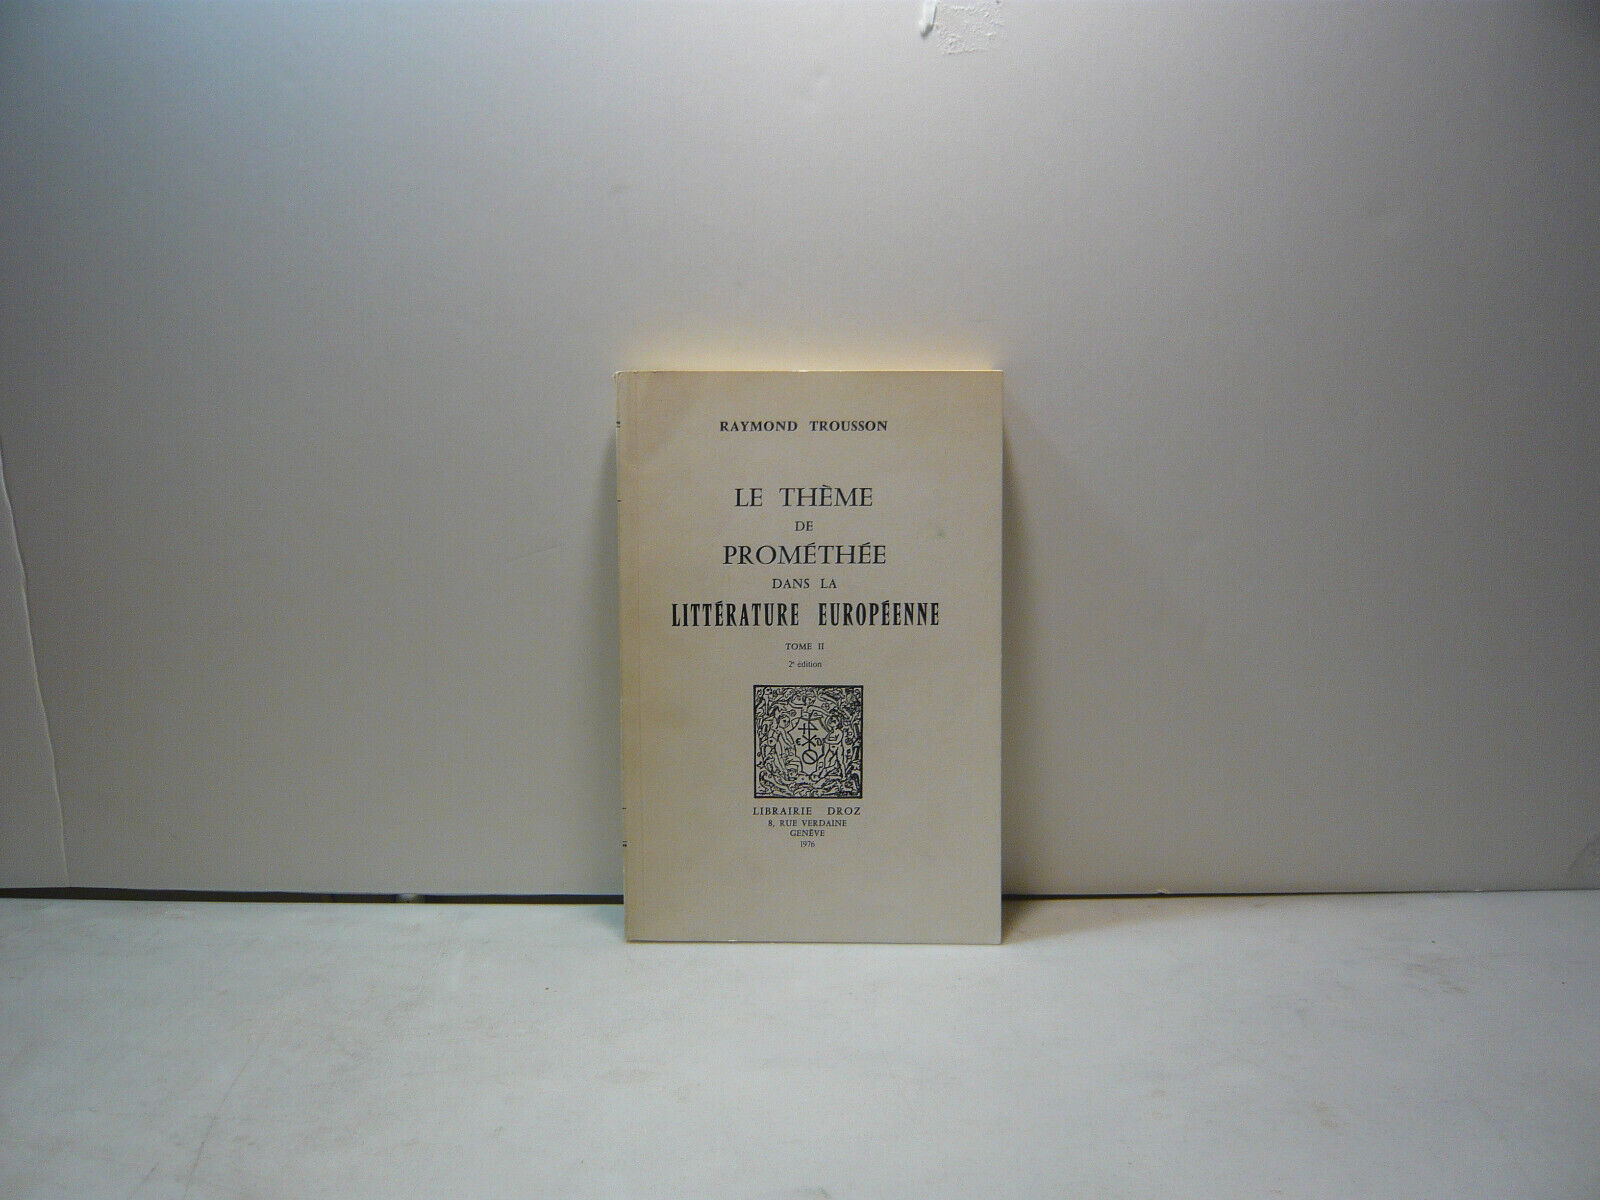 RAYMOND TROUSSON
LE THÈME
DE
PROMÉTHÉE
DANS LA
LITTÉRATURE EUROPÉENNE
TOME II
2e édition
LIBRAIRIE DROZ
8, RUE VERDAINE
GENÈVE
1976